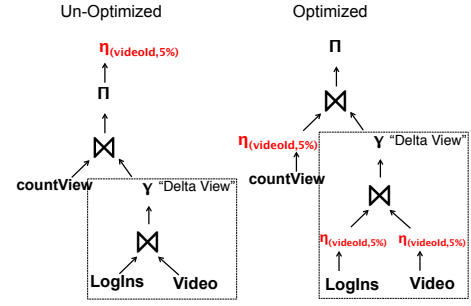 Un-Optimized
η(videoId,5%)
Π
⋈
countView
γ "Delta View"
⋈
LogIns
Video
Optimized
Π
⋈
η(videoId,5%)
countView
γ "Delta View"
⋈
η(videoId,5%)
η(videoId,5%)
LogIns
Video